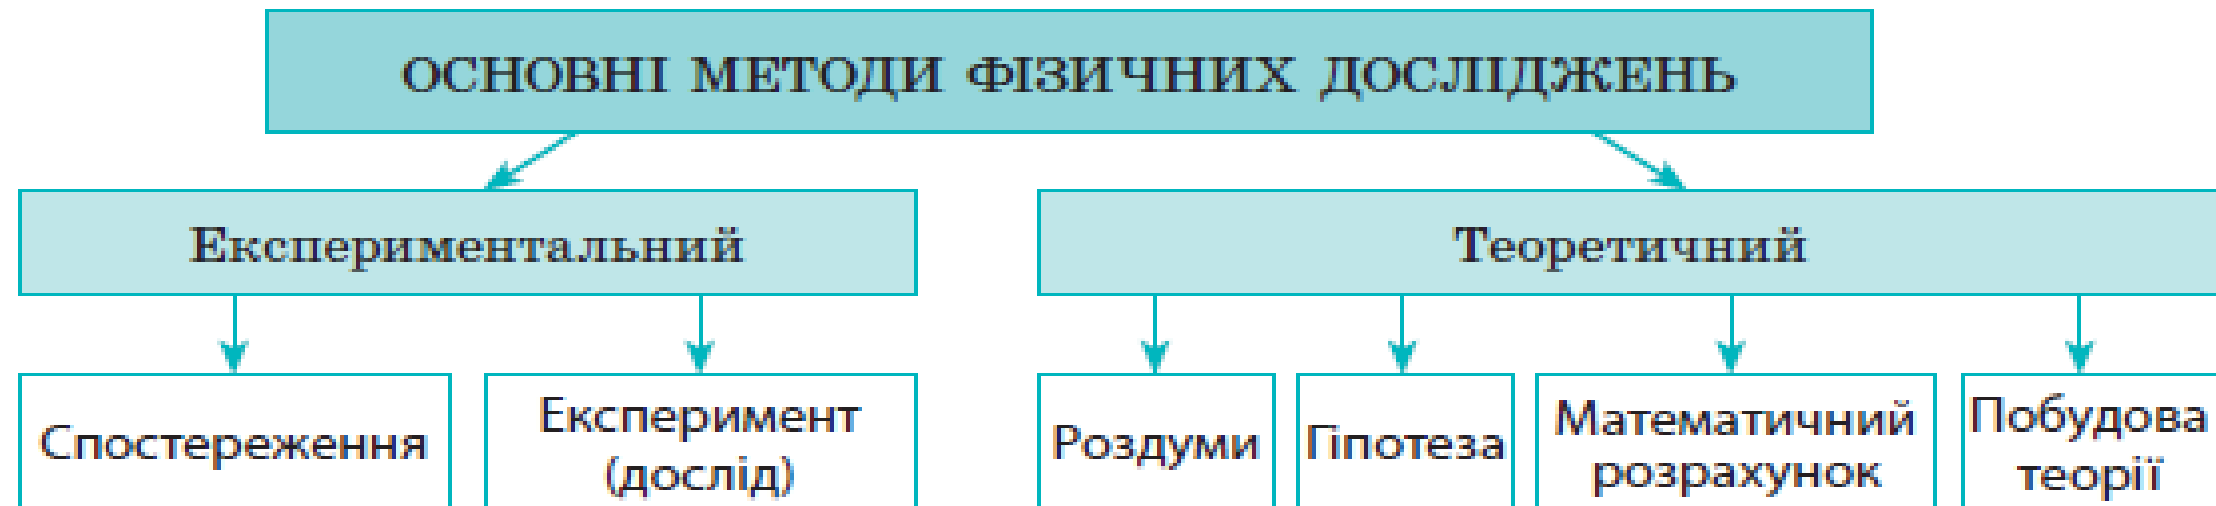 ОСНОВНІ МЕТОДИ ФІЗИЧНИХ ДОСЛІДЖЕНЬ
Експериментальний
Теоретичний
Спостереження
Експеримент
(дослід)
Роздуми
Гіпотеза
Математичний
розрахунок
Побудова
теорії